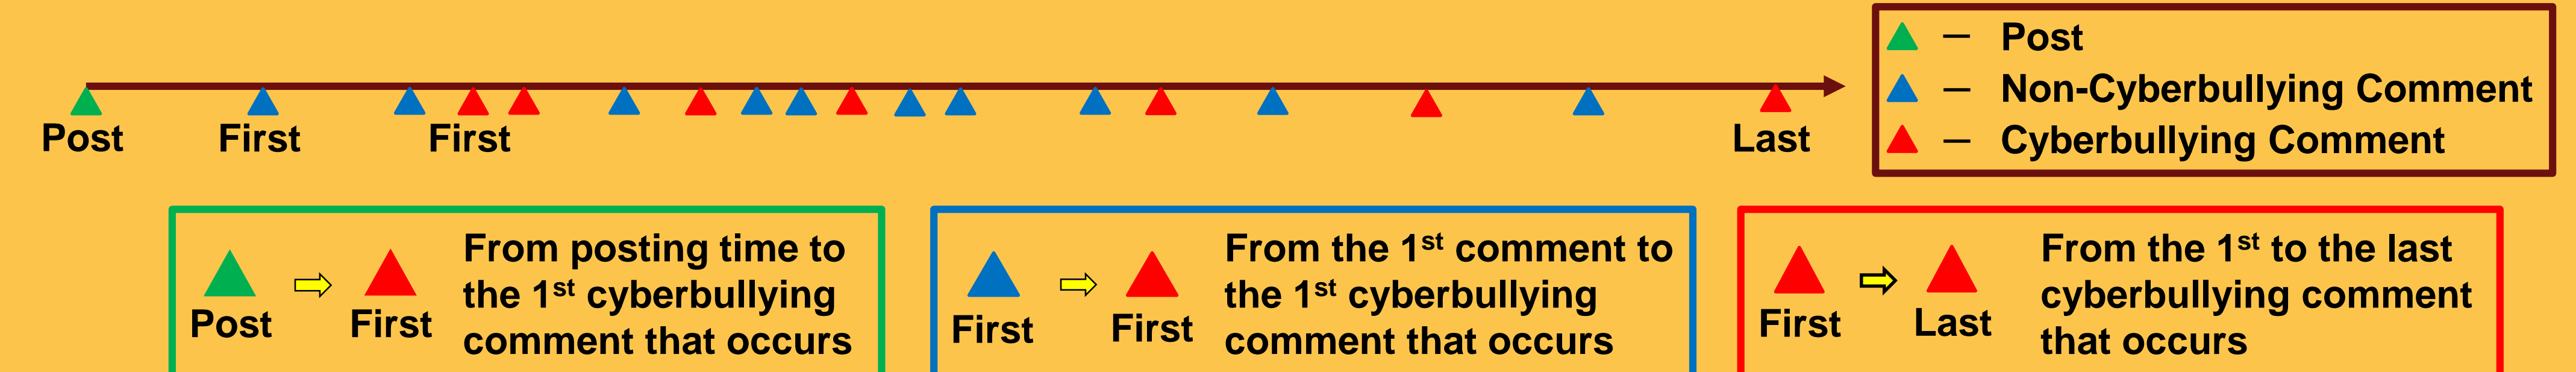 Post
First
First
Last
— Post
— Non-Cyberbullying Comment
— Cyberbullying Comment
Post
First
From posting time to
the 1st cyberbullying
comment that occurs
First
First
From the 1st comment to
the 1st cyberbullying
comment that occurs
First
Last
From the 1st to the last
cyberbullying comment
that occurs